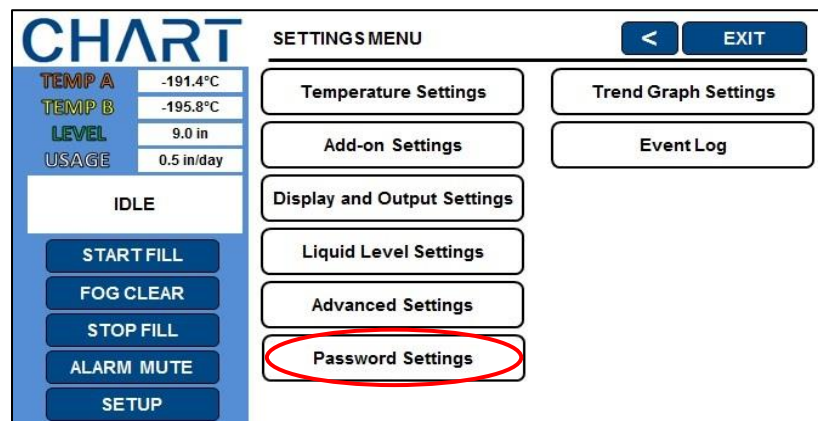 CHART
SETTINGS MENU
<
EXIT
TEMP A
-191.4°C
TEMP B
-195.8°C
LEVEL
9.0 in
USAGE
0.5 in/day
IDLE
START FILL
FOG CLEAR
STOP FILL
ALARM MUTE
SETUP
Temperature Settings
Add-on Settings
Display and Output Settings
Liquid Level Settings
Advanced Settings
Password Settings
Trend Graph Settings
Event Log